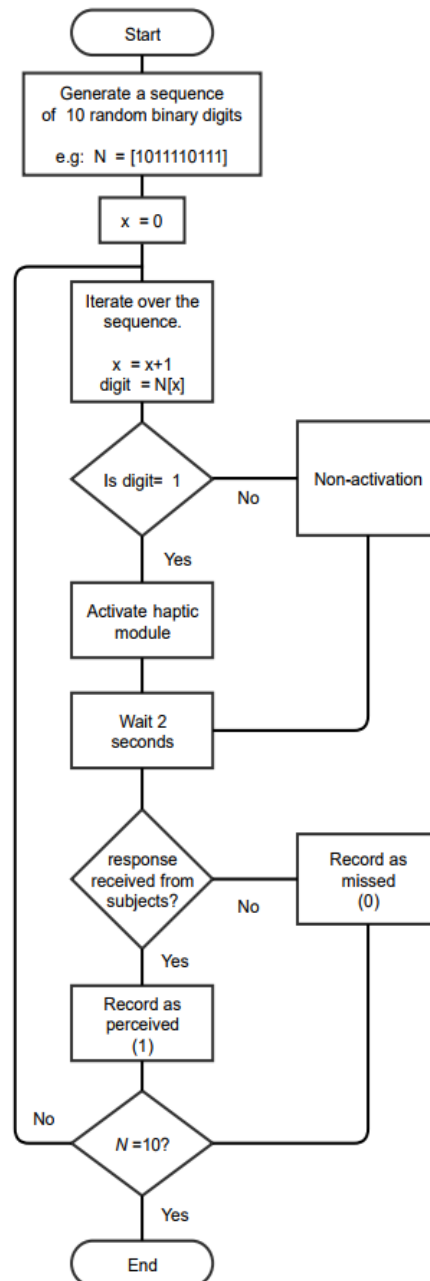 Start
Generate a sequence
of 10 random binary digits
e.g: N = [1011110111]
x = 0
Iterate over the
sequence.
x = x+1
digit = N[x]
Is digit= 1
No
Non-activation
Yes
Activate haptic
module
Wait 2
seconds
response
received from
subjects?
No
Record as
missed
(0)
Yes
Record as
perceived
(1)
No
N =10?
Yes
End